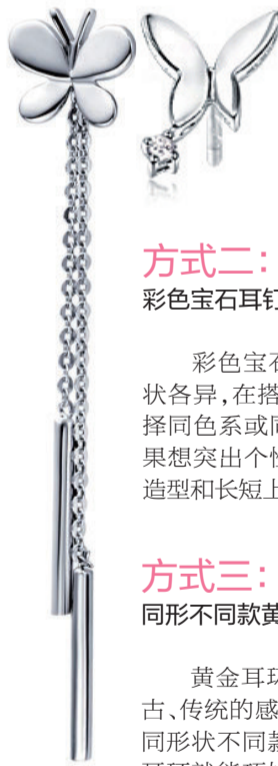 方式二：
彩色宝石耳钉
彩色宝石
状各异，在搭
择同色系或同
果想突出个性
造型和长短上
方式三：
同形不同款黄
黄金耳环
古、传统的感
同形状不同款